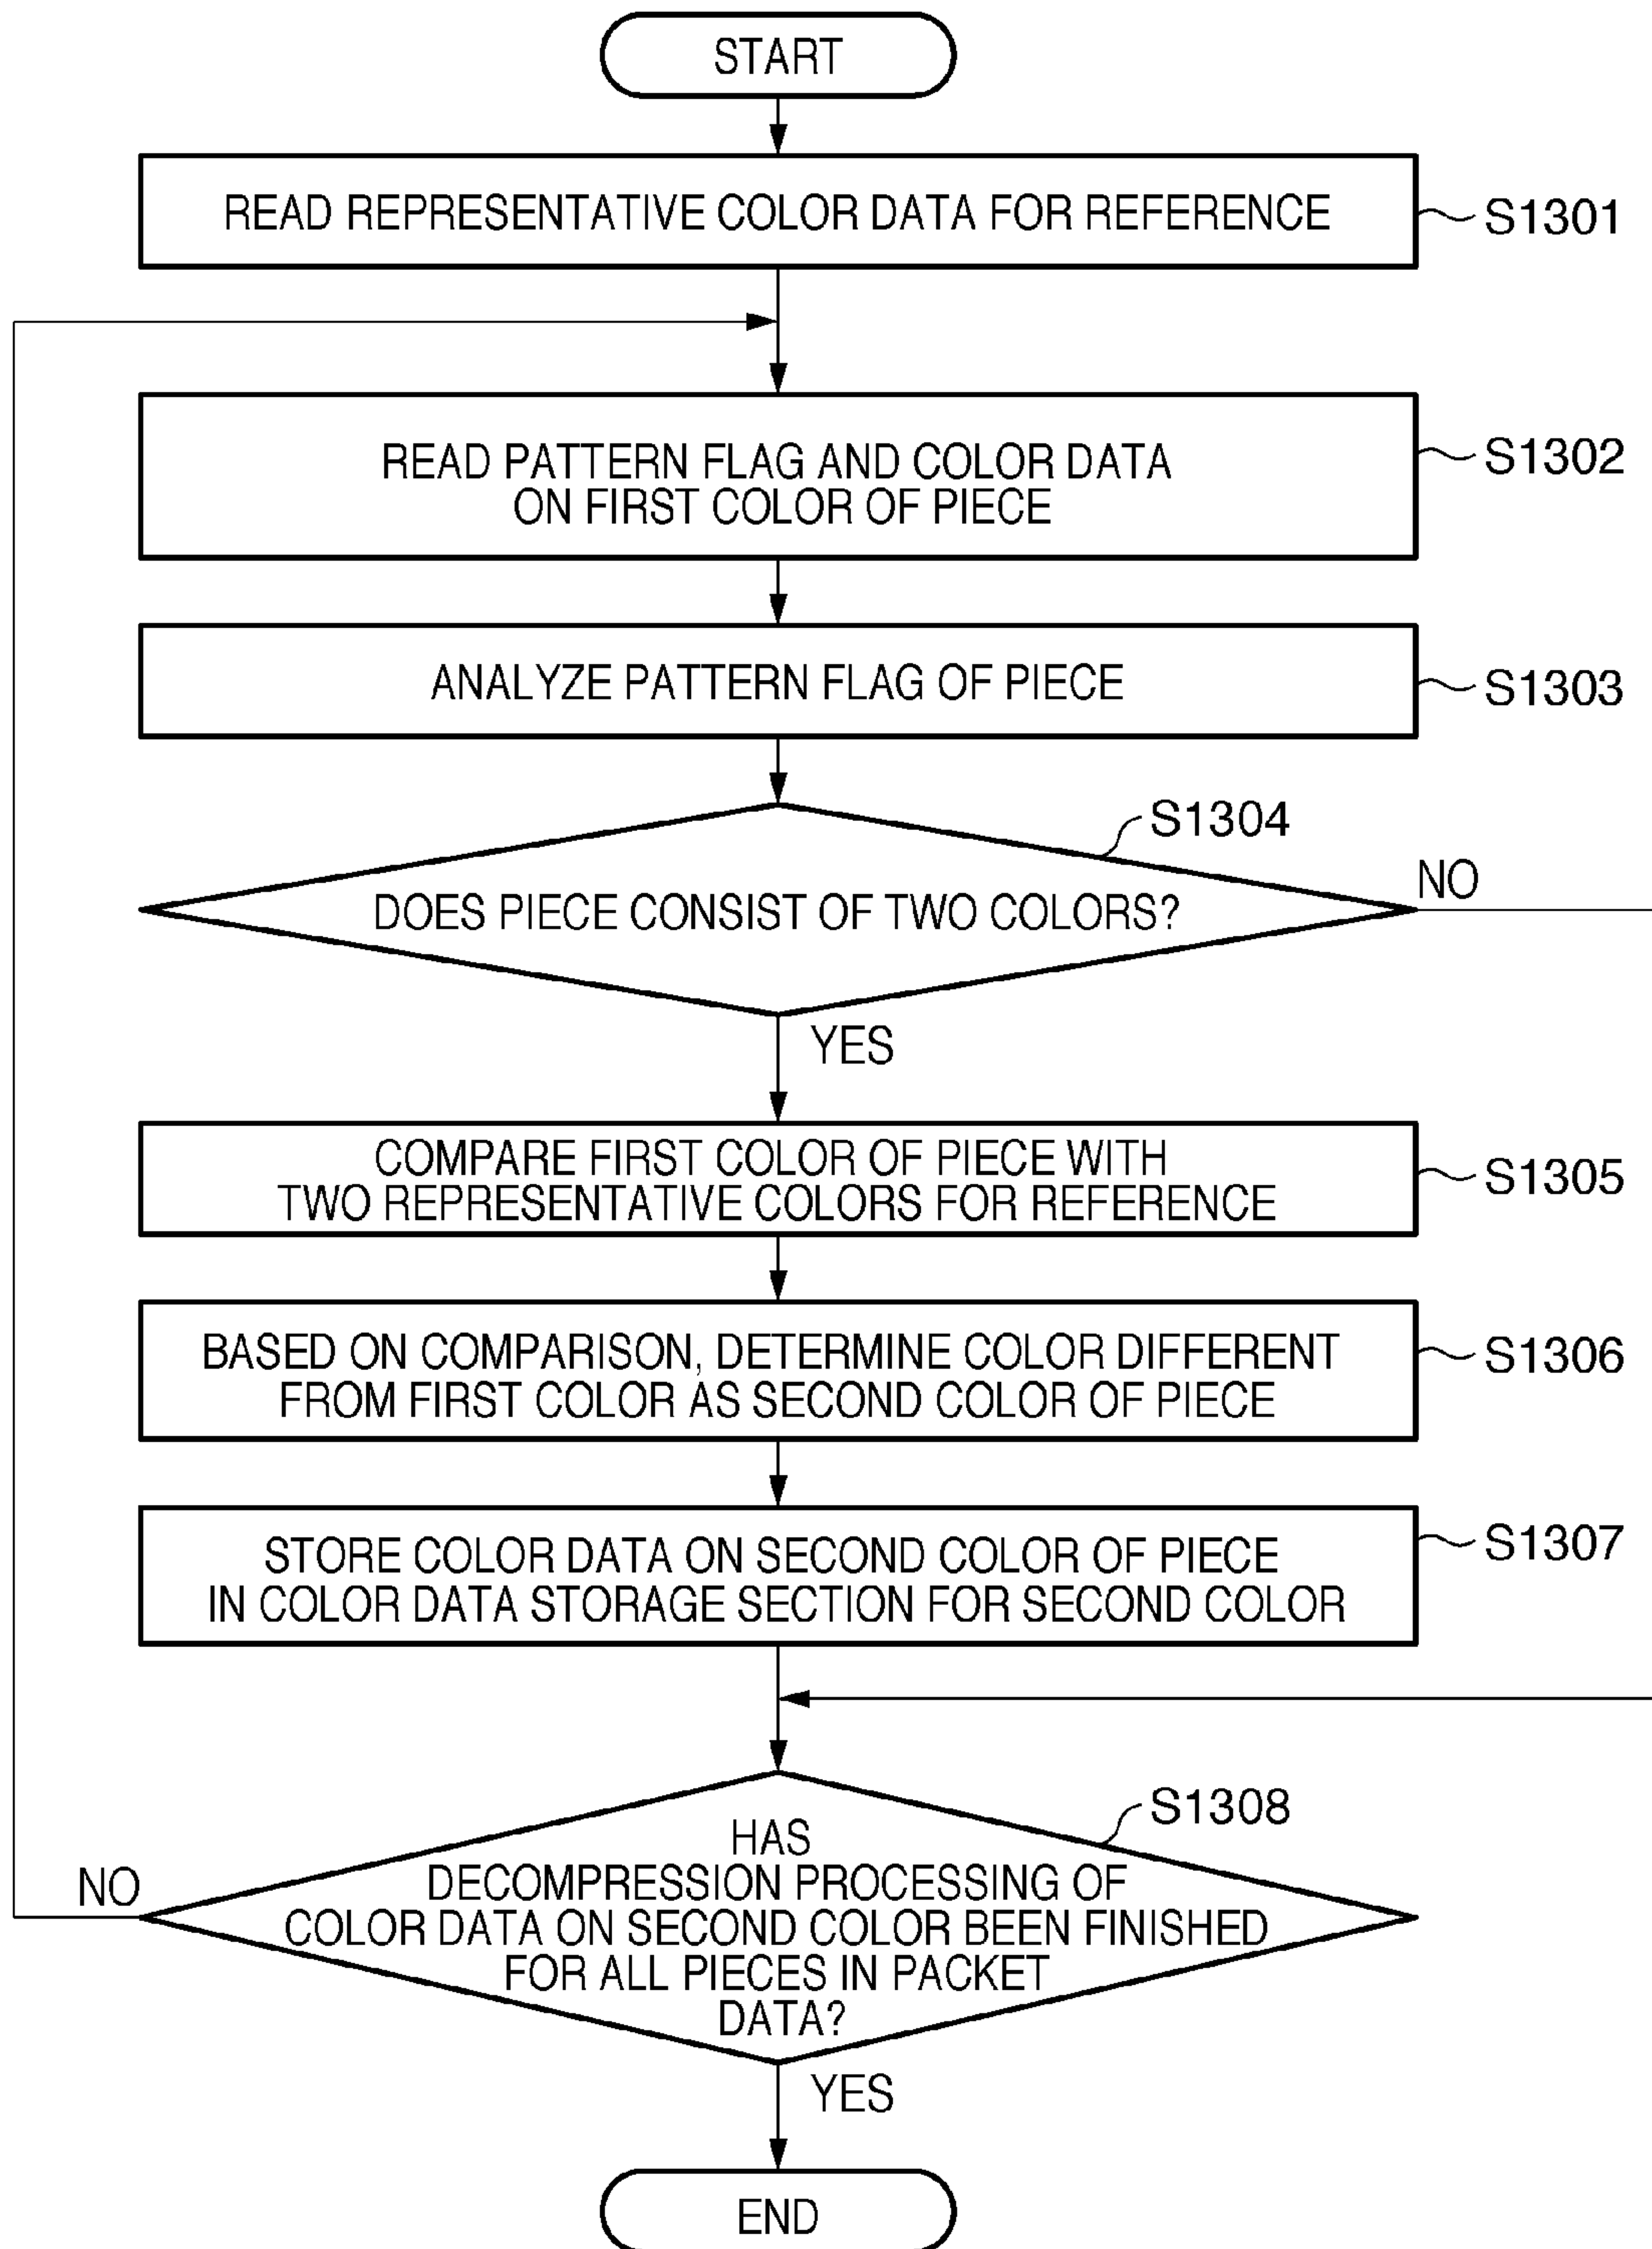 START
READ REPRESENTATIVE COLOR DATA FOR REFERENCE
S1301
READ PATTERN FLAG AND COLOR DATA
ON FIRST COLOR OF PIECE
S1302
ANALYZE PATTERN FLAG OF PIECE
S1303
S1304
DOES PIECE CONSIST OF TWO COLORS?
NO
YES
COMPARE FIRST COLOR OF PIECE WITH
TWO REPRESENTATIVE COLORS FOR REFERENCE
S1305
BASED ON COMPARISON, DETERMINE COLOR DIFFERENT
FROM FIRST COLOR AS SECOND COLOR OF PIECE
S1306
STORE COLOR DATA ON SECOND COLOR OF PIECE
IN COLOR DATA STORAGE SECTION FOR SECOND COLOR
S1307
S1308
HAS
DECOMPRESSION PROCESSING OF
COLOR DATA ON SECOND COLOR BEEN FINISHED
FOR ALL PIECES IN PACKET
DATA?
NO
YES
END